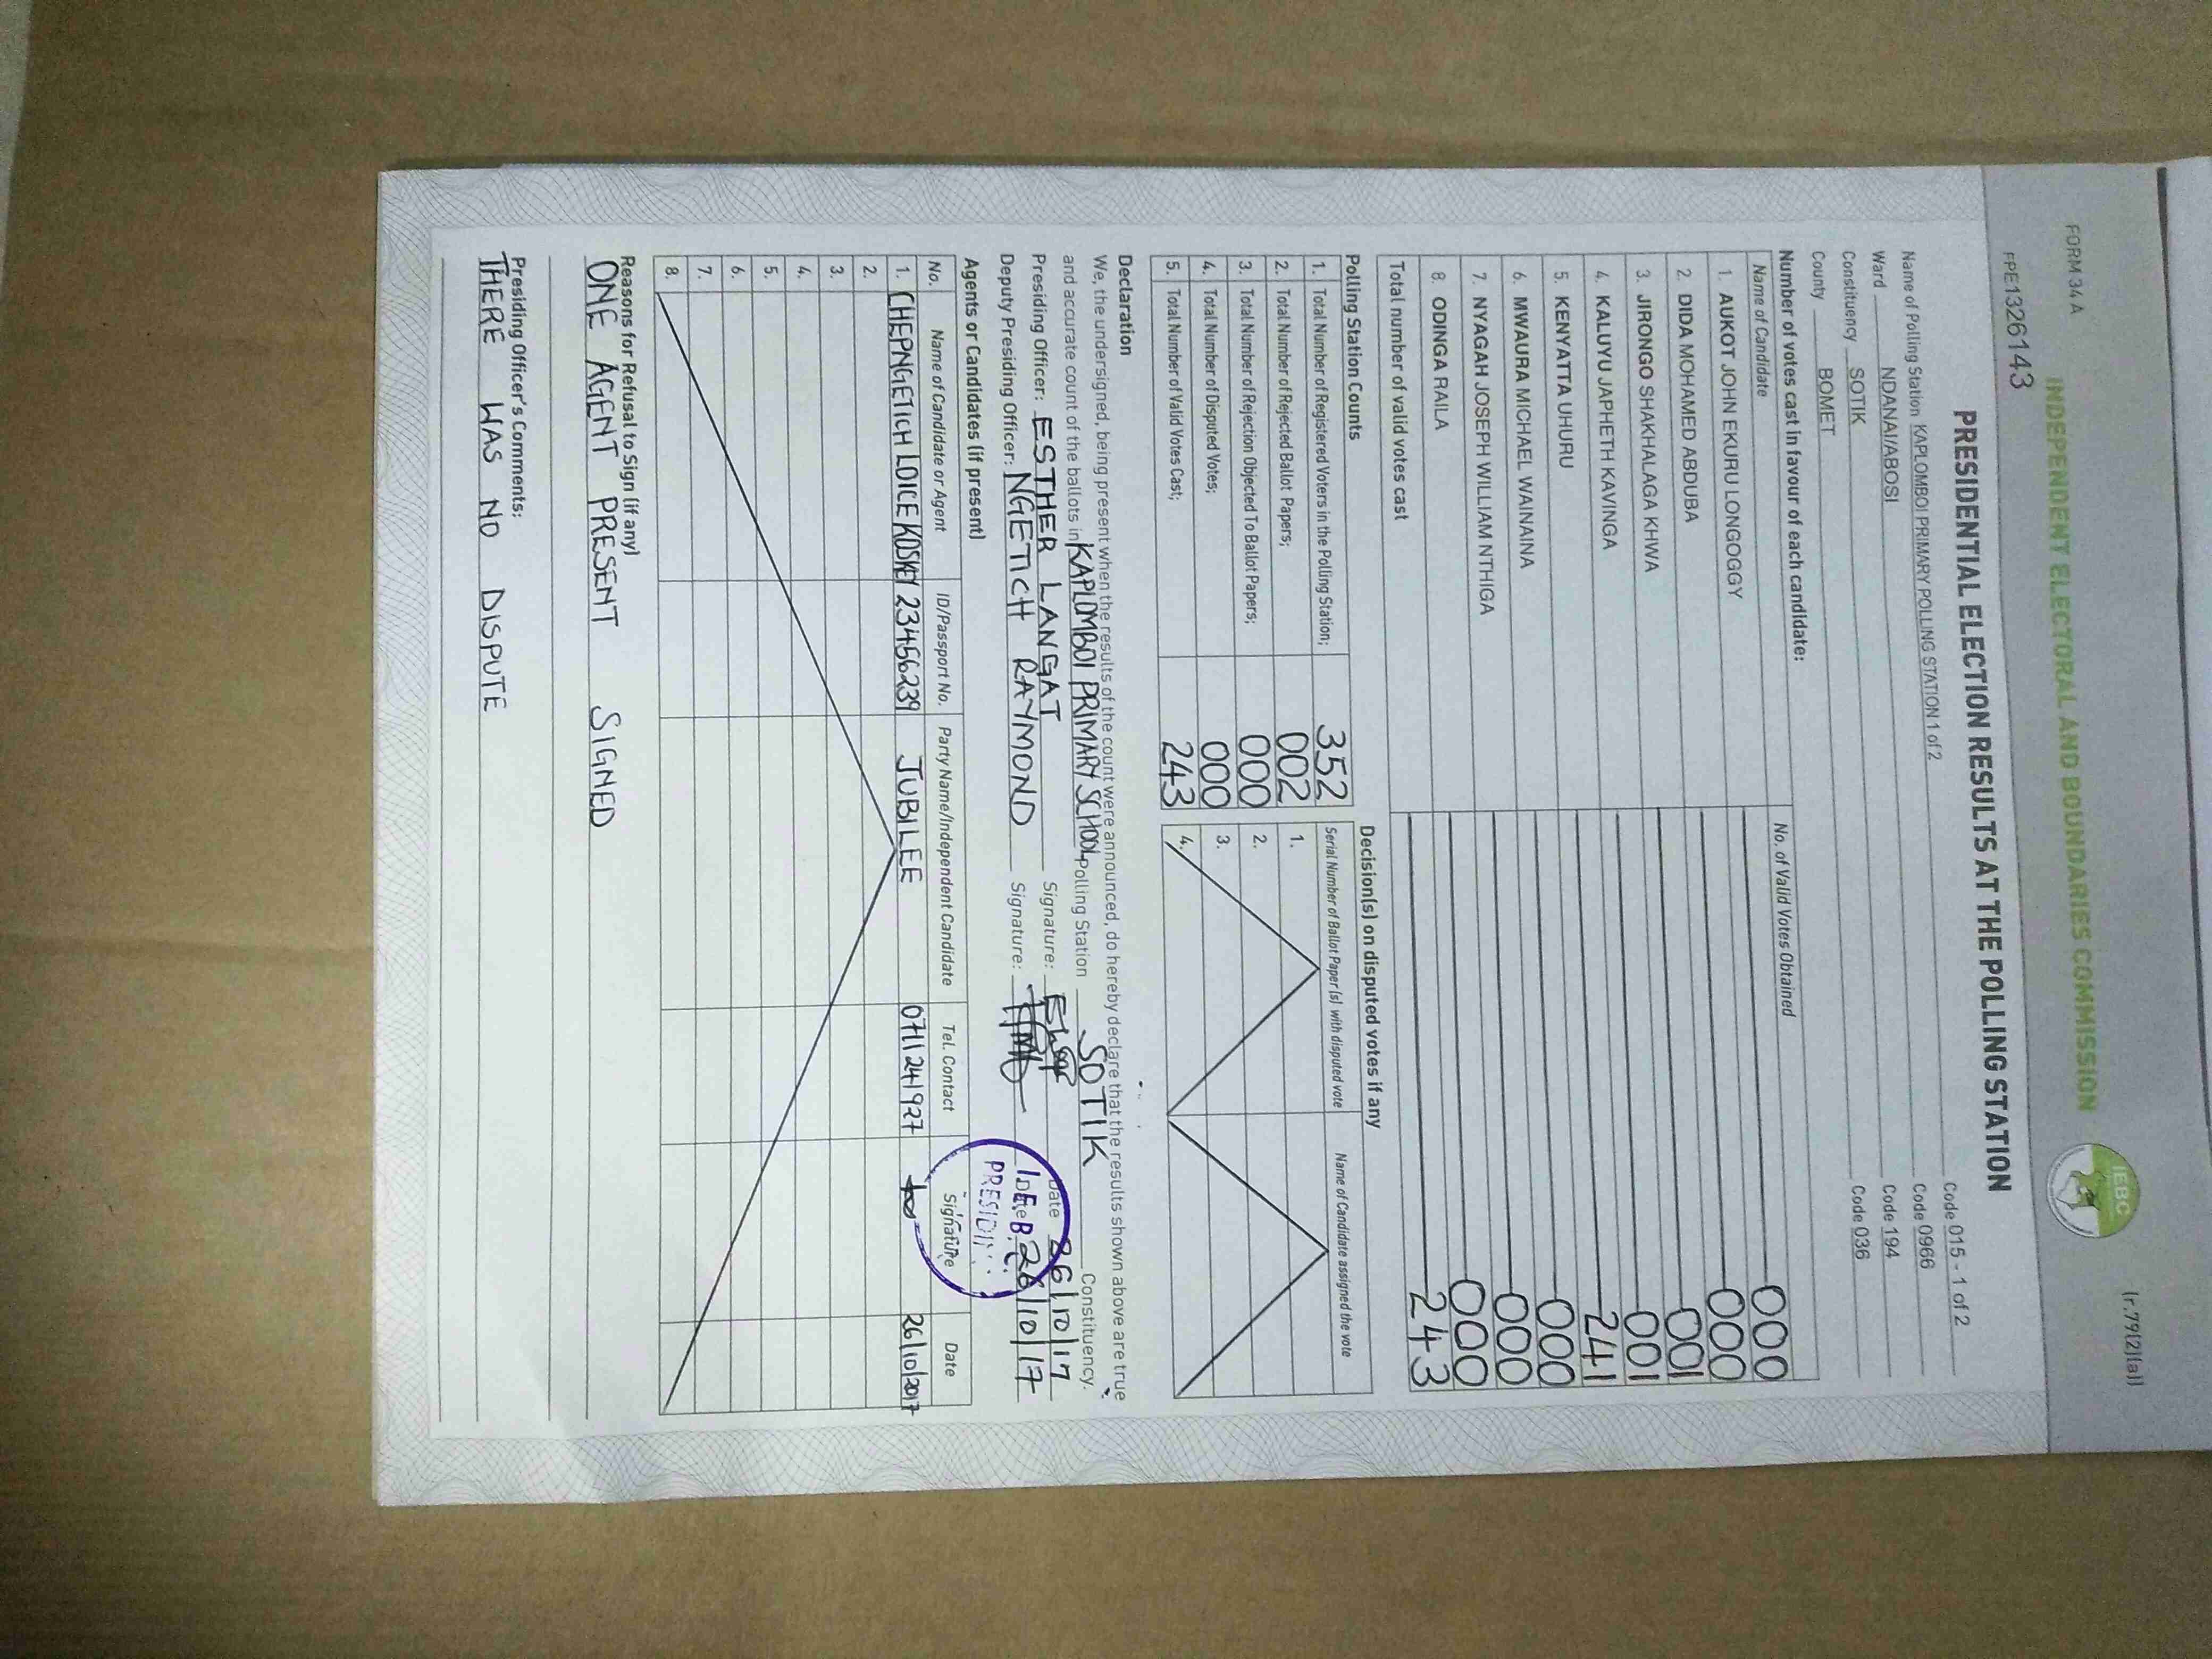 FORM 34 A
(r.79(2)(a))
INDEPENDENT ELECTORAL AND BOUNDARIES COMMISSION
IEBC
PPE1326143
PRESIDENTIAL ELECTION RESULTS AT THE POLLING STATION
Name of Polling Station KAPLOMBOI PRIMARY POLLING STATION 1 of 2 Code 015 - 1 of 2
Ward NDANAI/ABOSI Code 0966
Constituency SOTIK Code 194
County BOMET Code 036
Number of votes cast in favour of each candidate:
Name of Candidate No. of Valid Votes Obtained
1. AUKOT JOHN EKURU LONGOGGY 000
2. DIDA MOHAMED ABDUBA 000
3. JIRONGO SHAKHALAGA KHWA 001
4. KALUYU JAPHETH KAVINGA 001
5. KENYATTA UHURU 241
6. MWAURA MICHAEL WAINAINA 000
7. NYAGAH JOSEPH WILLIAM NTHIGA 000
8. ODINGA RAILA 000
Total number of valid votes cast 243
Polling Station Counts
1. Total Number of Registered Voters in the Polling Station; 352
2. Total Number of Rejected Ballot Papers; 002
3. Total Number of Rejection Objected To Ballot Papers; 000
4. Total Number of Disputed Votes; 000
5. Total Number of Valid Votes Cast; 243
Decision(s) on disputed votes if any
Serial Number of Ballot Paper (s) with disputed vote Name of Candidate assigned the vote
1.
2.
3.
4.
Declaration
We, the undersigned, being present when the results of the count were announced, do hereby declare that the results shown above are true
and accurate count of the ballots in KAPLOMBOI PRIMARY SCHOOL Polling Station SOTIK Constituency.
Presiding Officer: ESTHER LANGAT Signature: Date 26/10/17
Deputy Presiding Officer: NGETICH RAYMOND Signature: Date 26/10/17
I.E.B.C.
PRESIDI
Agents or Candidates (if present)
No. Name of Candidate or Agent ID/Passport No. Party Name/Independent Candidate Tel. Contact Signature Date
1. CHEPNGETICH LOICE KOSKEY 23456239 JUBILEE 0711241927 26/10/2017
2.
3.
4.
5.
6.
7.
8.
Reasons for Refusal to Sign (if any)
ONE AGENT PRESENT SIGNED
Presiding Officer's Comments:
THERE WAS NO DISPUTE